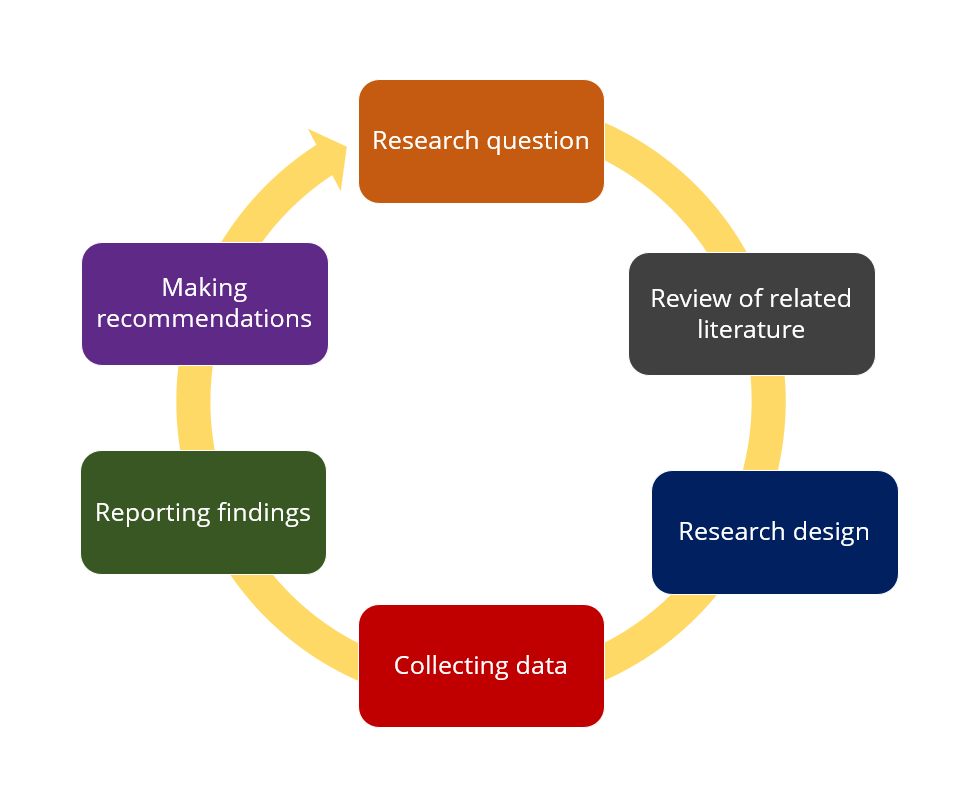 Research question
Review of related
literature
Research design
Collecting data
Reporting findings
Making
recommendations